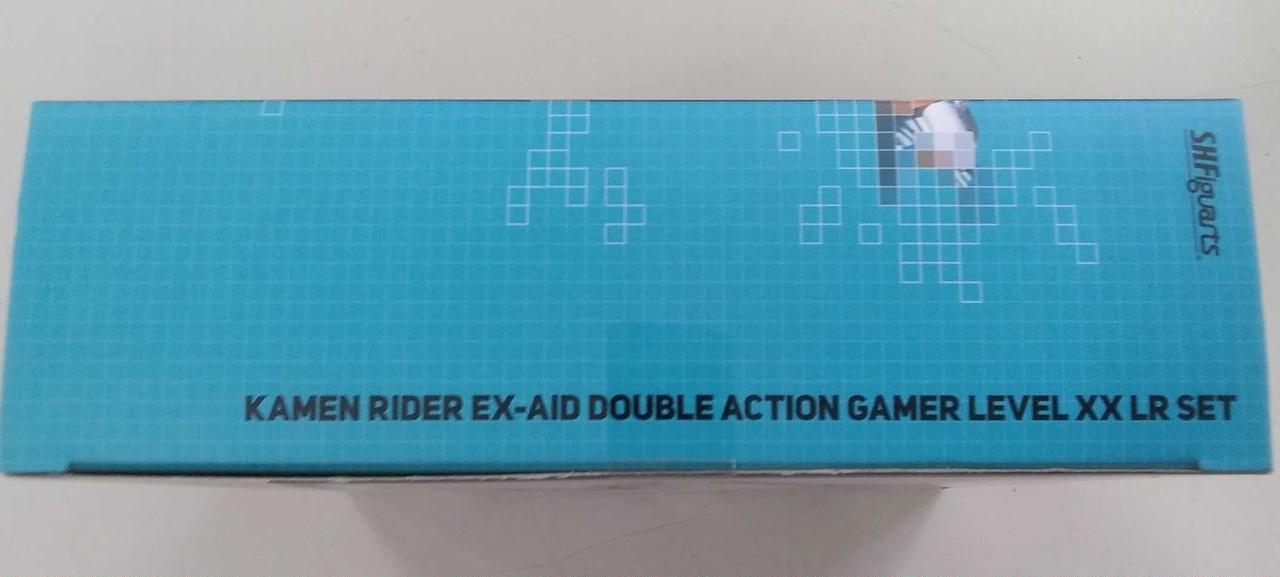 SHFiguarts
KAMEN RIDER EX-AID DOUBLE ACTION GAMER LEVEL XX LR SET